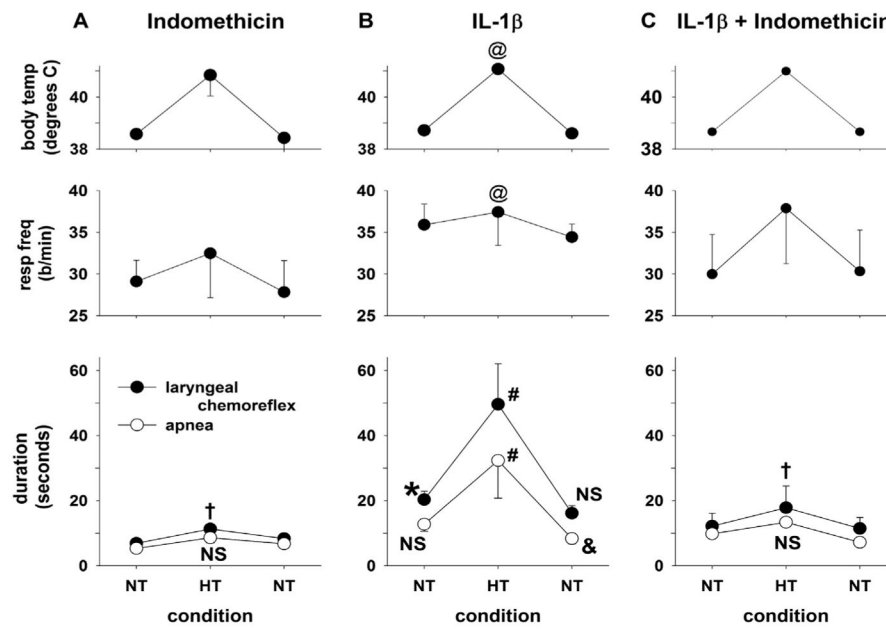 A Indomethicin B IL-1β C IL-1β + Indomethicin
@
body temp
(degrees C)
40
38
40
38
40
38
@
resp freq
(b/min)
40
35
30
25
40
35
30
25
40
35
30
25
duration
(seconds)
60
40
20
0
laryngeal
chemoreflex
apnea
†
NS
60
40
20
0
#
#
*
NS
NS
&
60
40
20
0
†
NS
NT HT NT NT HT NT NT HT NT
condition condition condition